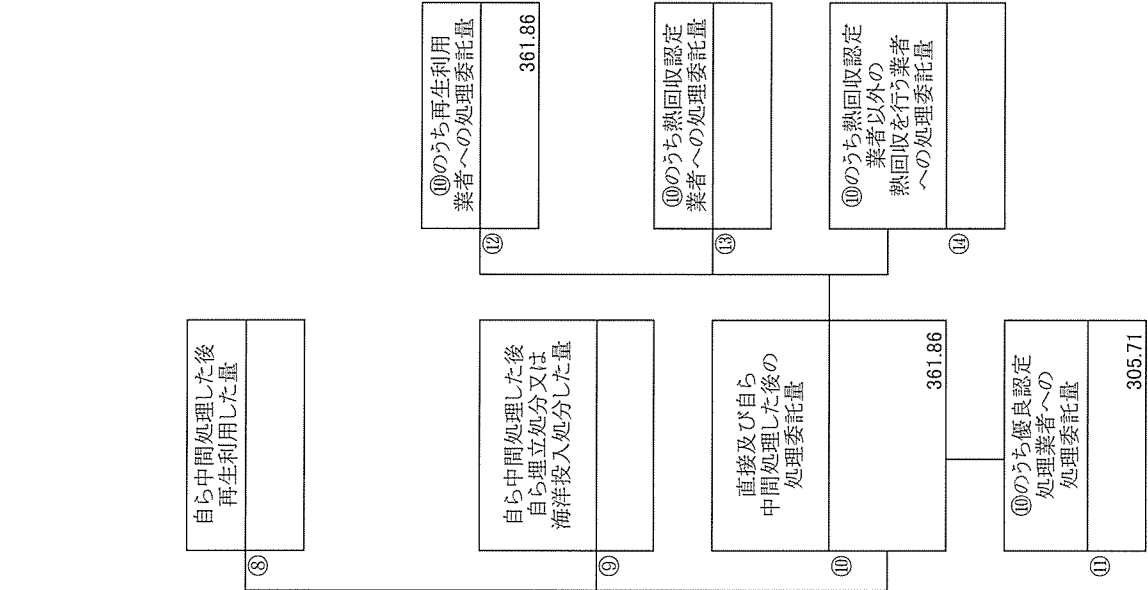 ⑧
自ら中間処理した後
再生利用した量
⑨
自ら中間処理した後
自ら埋立処分又は
海洋投入処分した量
⑩
直接及び自ら
中間処理した後の
処理委託量
361.86
⑪
⑩のうち優良認定
処理業者への
処理委託量
305.71
⑫
⑩のうち再生利用
業者への処理委託量
361.86
⑬
⑩のうち熱回収認定
業者への処理委託量
⑭
⑩のうち熱回収認定
業者以外の
熱回収を行う業者
への処理委託量